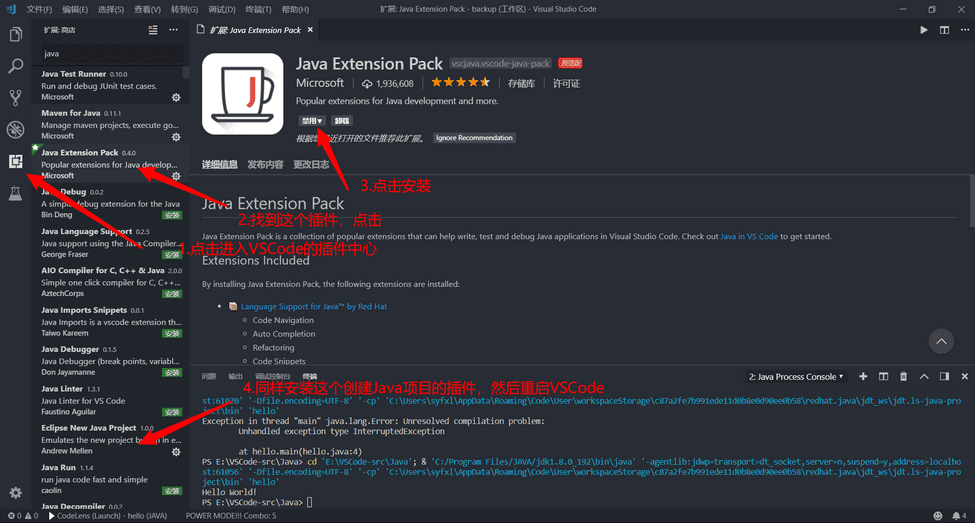 文件(F) 编辑(E) 选择(S) 查看(V) 转到(G) 调试(D) 终端(T) 帮助(H) 扩展: Java Extension Pack - backup (工作区) - Visual Studio Code
扩展: 商店
java
Java Test Runner 0.10.0
Run and debug JUnit test cases.
Microsoft
Maven for Java 0.11.1
Manage maven projects, execute go...
Microsoft
Java Extension Pack 0.4.0
Popular extensions for Java develop...
Microsoft
Java Debug 0.0.2
A simple debug extension for the Java
Bin Deng 安装
Java Language Support 0.2.5
Java support using the Java Compiler...
George Fraser 安装
AIO Compiler for C, C++ & Java 2.0.0
Simple one click compiler for C, C++...
AztechCorps 安装
Java Imports Snippets 0.0.1
Java Imports is a vscode extension th...
Taiwo Kareem 安装
Java Debugger 0.1.5
Java Debugger (break points, variabl...
Don Jayamanne 安装
Java Linter 1.3.1
Java Linter for VS Code
Faustino Aguilar 安装
Eclipse New Java Project 1.0.0
Emulates the new project built in e...
Andrew Mellen
Java Run 1.1.4
run java code fast and simple
caolin 安装
Java Decompiler 0.0.2
扩展: Java Extension Pack
Java Extension Pack vscjava.vscode-java-pack 预览版
Microsoft 1,936,608 存储库 许可证
Popular extensions for Java development and more.
禁用 卸载
根据您最近打开的文件推荐此扩展。 Ignore Recommendation
详细信息 发布内容 更改日志
3.点击安装
Java Extension Pack
2.找到这个插件，点击
Java Extension Pack is a collection of popular extensions that can help write, test and debug Java applications in Visual Studio Code. Check out Java in VS Code to get started.
1.点击进入VSCode的插件中心
Extensions Included
By installing Java Extension Pack, the following extensions are installed:
Language Support for Java™ by Red Hat
Code Navigation
Auto Completion
Refactoring
Code Snippets
问题 输出 调试控制台 终端 2: Java Process Console
4.同样安装这个创建Java项目的插件，然后重启VSCode
st:61020' '-Dfile.encoding=UTF-8' '-cp' 'C:\Users\syfxl\AppData\Roaming\Code\User\workspaceStorage\c87a2fe7b991ede11d0b8e0d90ee0b58\redhat.java\jdt_ws\jdt.ls-java-pro
ject\bin' 'hello'
Exception in thread "main" java.lang.Error: Unresolved compilation problem:
Unhandled exception type InterruptedException
at hello.main(hello.java:4)
PS E:\VSCode-src\Java> cd 'E:\VSCode-src\Java'; & 'C:/Program Files/JAVA/jdk1.8.0_192\bin\java' '-agentlib:jdwp=transport=dt_socket,server=n,suspend=y,address=localho
st:61056' '-Dfile.encoding=UTF-8' '-cp' 'C:\Users\syfxl\AppData\Roaming\Code\User\workspaceStorage\c87a2fe7b991ede11d0b8e0d90ee0b58\redhat.java\jdt_ws\jdt.ls-java-pro
ject\bin' 'hello'
Hello World!
PS E:\VSCode-src\Java>
0 0 CodeLens (Launch) - hello (JAVA) POWER MODE!!! Combo: 5 4